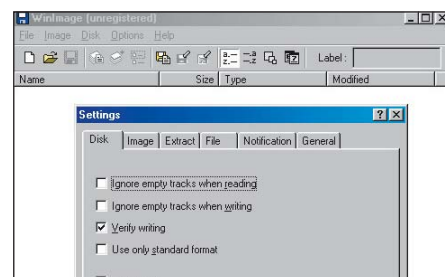 WinImage (unregistered)
File Image Disk Options Help
Label :
Name Size Type Modified
Settings
Disk Image Extract File Notification General
Ignore empty tracks when reading
Ignore empty tracks when writing
Verify writing
Use only standard format